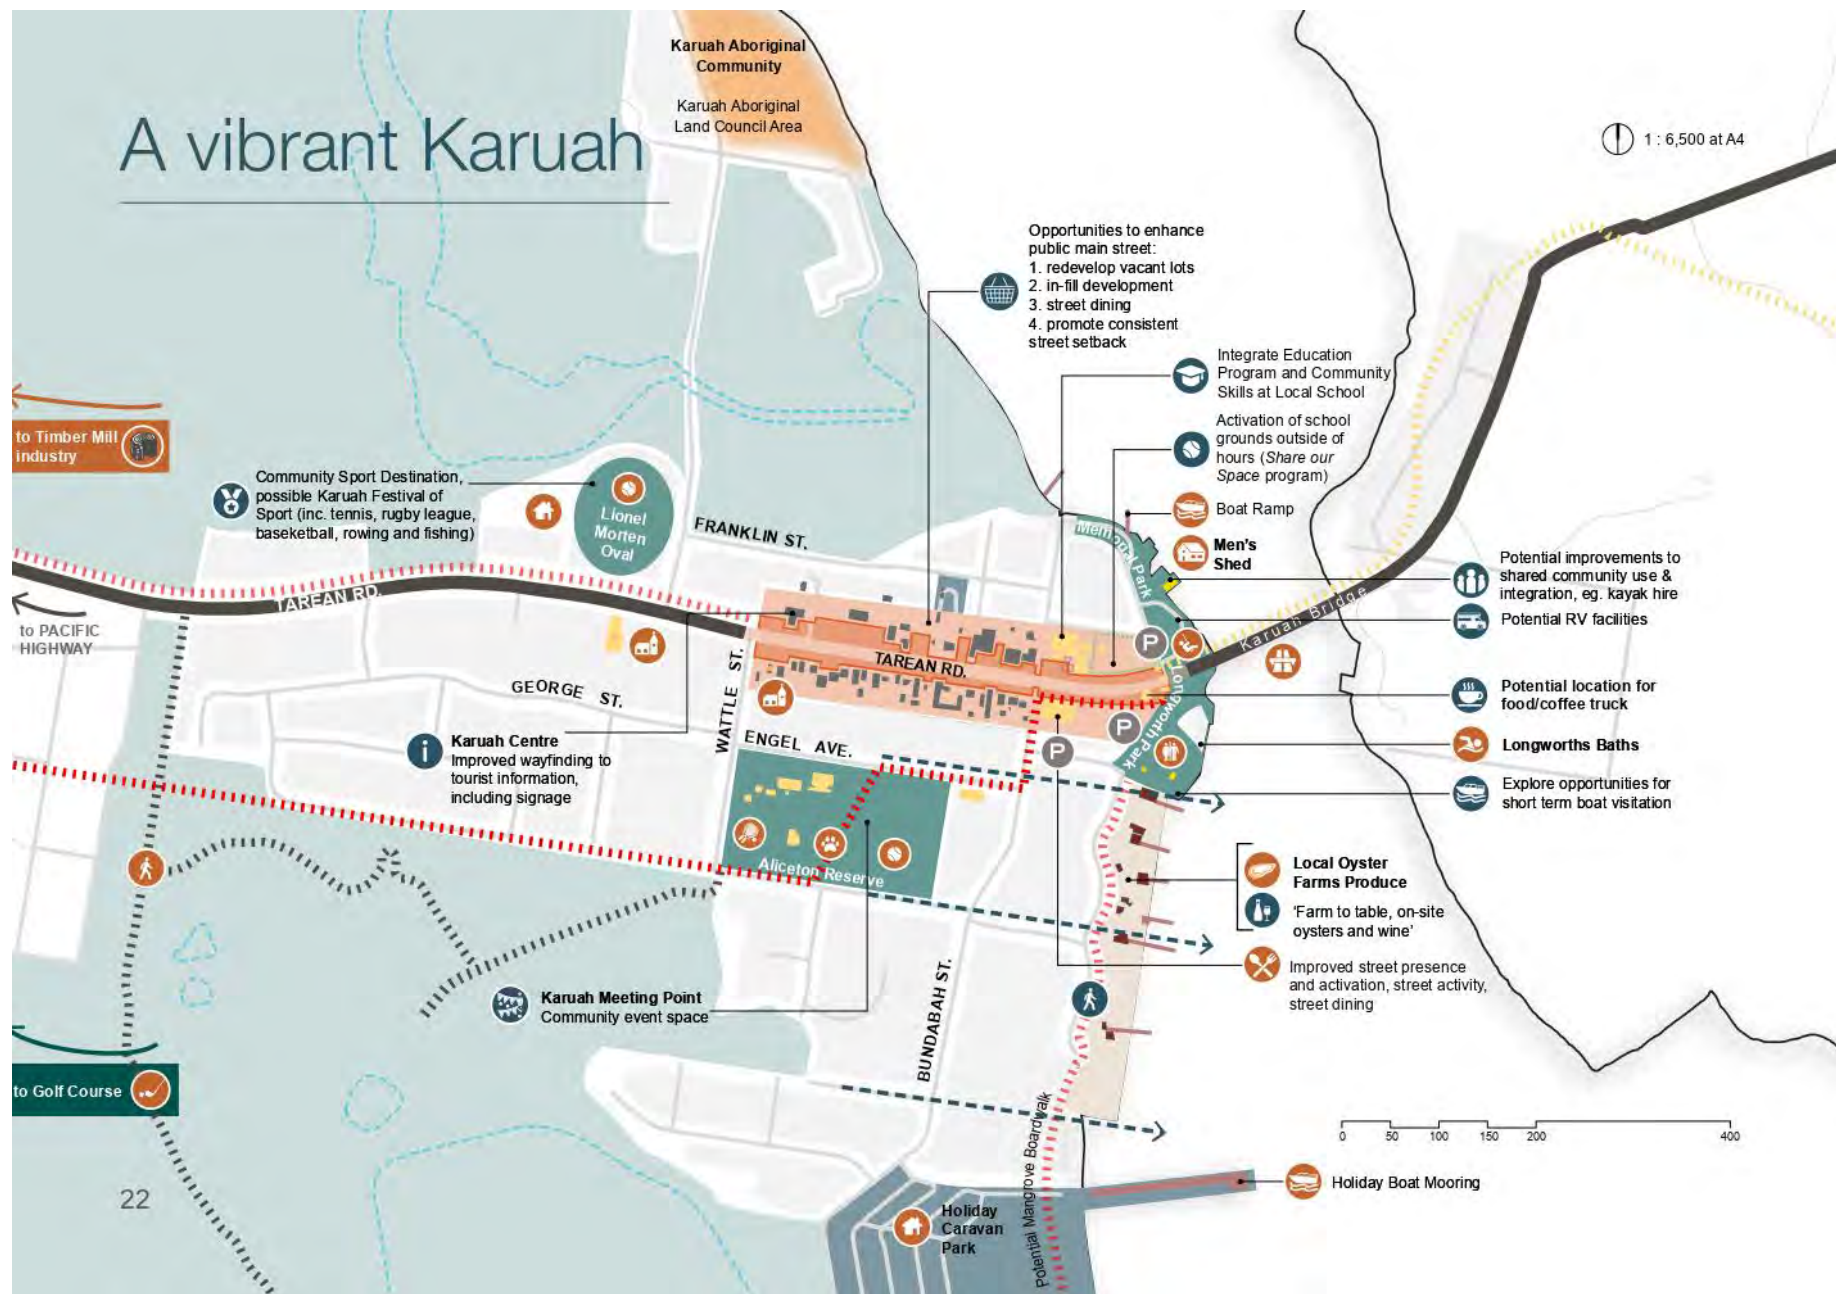 A vibrant Karuah
Karuah Aboriginal
Community
Karuah Aboriginal
Land Council Area
1 : 6,500 at A4
Opportunities to enhance
public main street:
1. redevelop vacant lots
2. in-fill development
3. street dining
4. promote consistent
street setback
Integrate Education
Program and Community
Skills at Local School
Activation of school
grounds outside of
hours (Share our
Space program)
Boat Ramp
Men's
Shed
to Timber Mill
industry
Community Sport Destination,
possible Karuah Festival of
Sport (inc. tennis, rugby league,
baseketball, rowing and fishing)
Lionel
Morten
Oval
FRANKLIN ST.
Memorial Park
Potential improvements to
shared community use &
integration, eg. kayak hire
Potential RV facilities
Karuah Bridge
TAREAN RD.
to PACIFIC
HIGHWAY
P
TAREAN RD.
GEORGE ST.
WATTLE ST.
Longworth Park
Potential location for
food/coffee truck
Longworths Baths
Explore opportunities for
short term boat visitation
P
P
ENGEL AVE.
i
Karuah Centre
Improved wayfinding to
tourist information,
including signage
Aliceton Reserve
Local Oyster
Farms Produce
'Farm to table, on-site
oysters and wine'
Improved street presence
and activation, street activity,
street dining
Karuah Meeting Point
Community event space
BUNDABAH ST.
to Golf Course
Potential Mangrove Boardwalk
0 50 100 150 200 400
Holiday Boat Mooring
Holiday
Caravan
Park
22